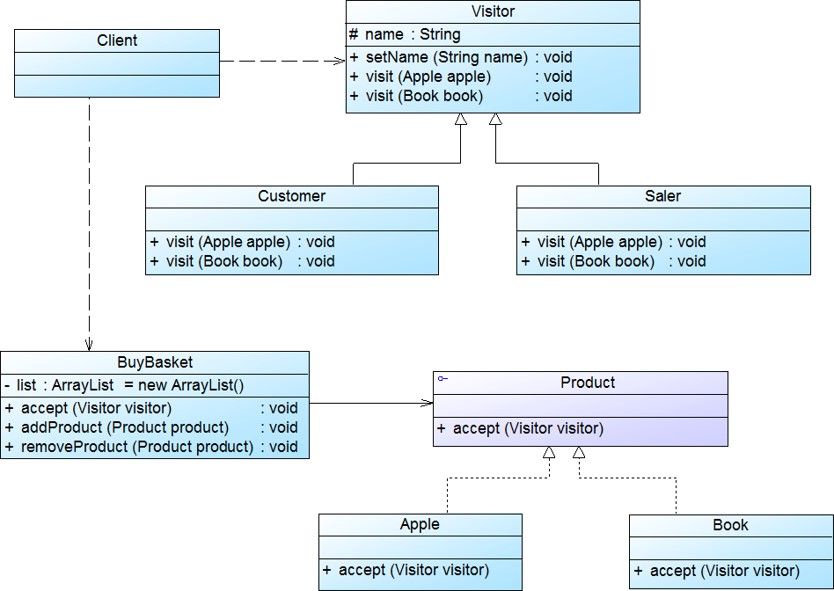 Client
Visitor
# name : String
+ setName (String name) : void
+ visit (Apple apple) : void
+ visit (Book book) : void
Customer
+ visit (Apple apple) : void
+ visit (Book book) : void
Saler
+ visit (Apple apple) : void
+ visit (Book book) : void
BuyBasket
- list : ArrayList = new ArrayList()
+ accept (Visitor visitor) : void
+ addProduct (Product product) : void
+ removeProduct (Product product) : void
Product
+ accept (Visitor visitor)
Apple
+ accept (Visitor visitor)
Book
+ accept (Visitor visitor)